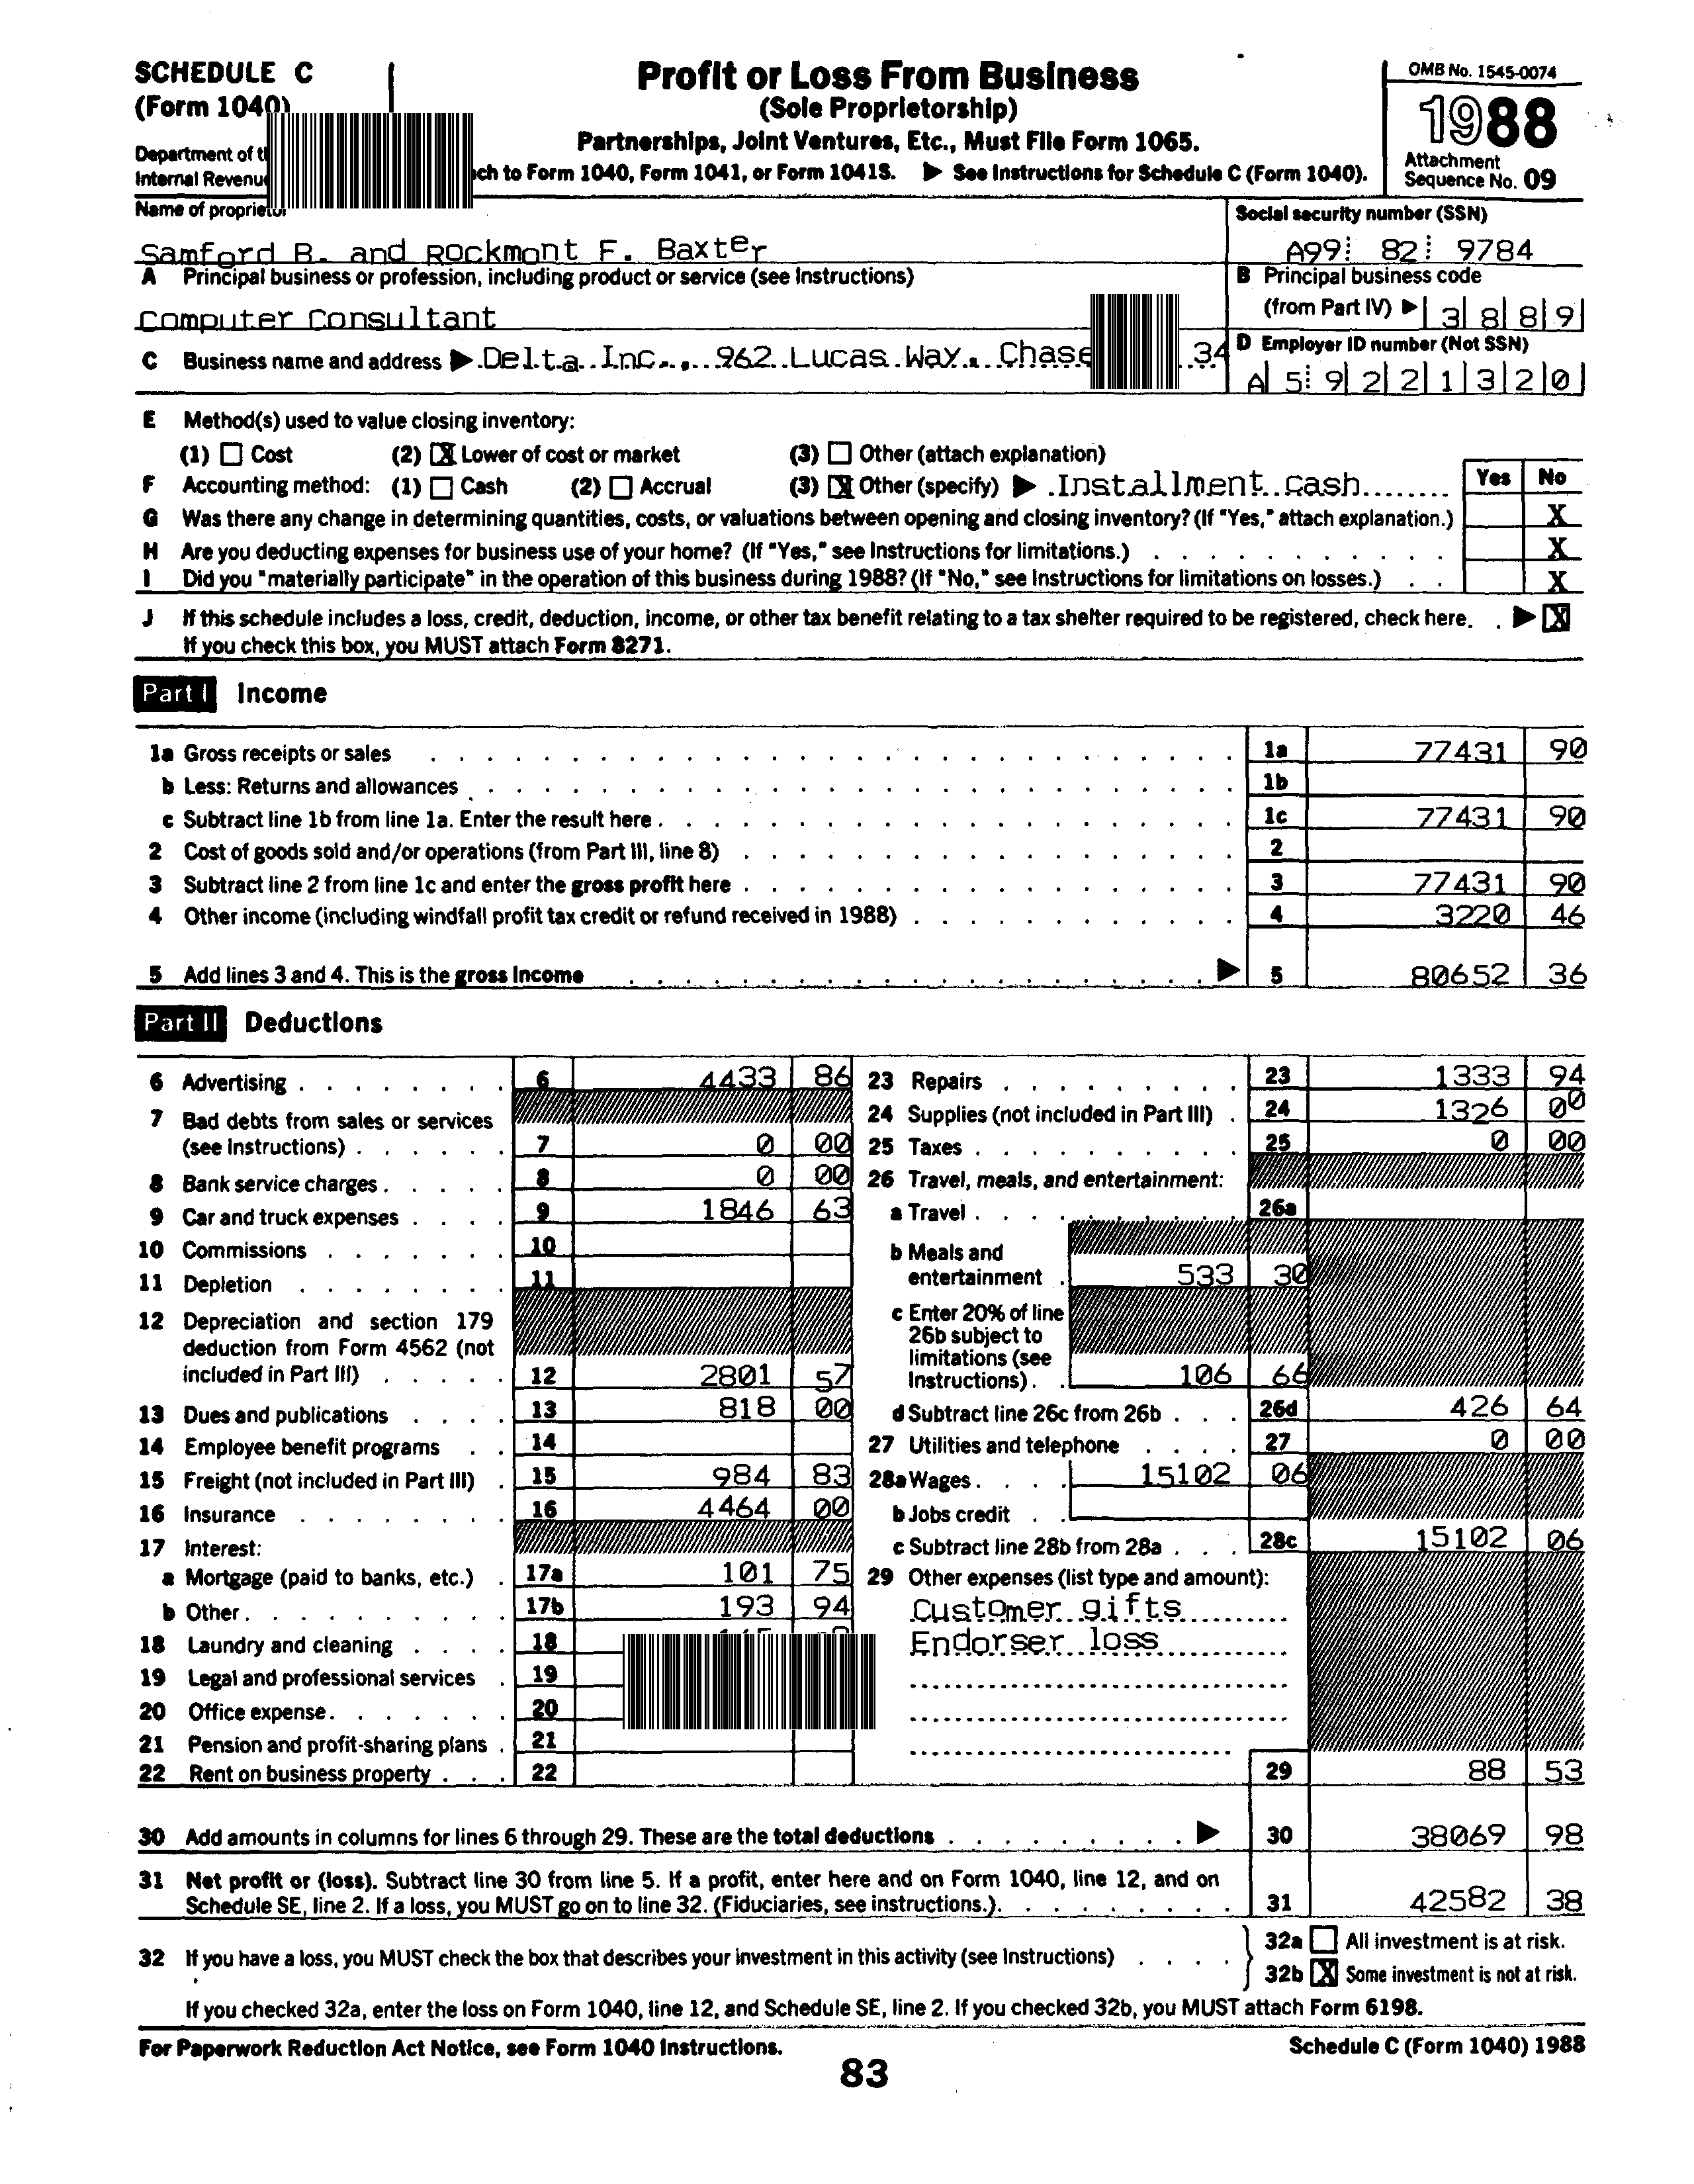 SCHEDULE C
(Form 1040)
Department of
Internal Revenue
Profit or Loss From Business
(Sole Proprietorship)
Partnerships, Joint Ventures, Etc., Must File Form 1065.
to Form 1040, Form 1041, or Form 1041S. ▶ See Instructions for Schedule C (Form 1040).
OMB No. 1545-0074
1988
Attachment
Sequence No. 09
Name of proprietor
Samford B. and Rockmont F. Baxter
Social security number (SSN)
A99 82 9784
A Principal business or profession, including product or service (see Instructions)
Computer Consultant
B Principal business code
(from Part IV) ▶ 3 8 8 9
C Business name and address ▶ Delta Inc., 962 Lucas Way. Chase 34
D Employer ID number (Not SSN)
A 5 9 2 2 1 3 2 0
E Method(s) used to value closing inventory:
(1) ☐ Cost (2) ☒ Lower of cost or market (3) ☐ Other (attach explanation)
F Accounting method: (1) ☐ Cash (2) ☐ Accrual (3) ☒ Other (specify) ▶ Installment cash
Yes No
G Was there any change in determining quantities, costs, or valuations between opening and closing inventory? (If "Yes," attach explanation.) X
H Are you deducting expenses for business use of your home? (If "Yes," see Instructions for limitations.) X
I Did you "materially participate" in the operation of this business during 1988? (If "No," see Instructions for limitations on losses.) X
J If this schedule includes a loss, credit, deduction, income, or other tax benefit relating to a tax shelter required to be registered, check here. ▶ ☒
If you check this box, you MUST attach Form 8271.
Part I Income
1a Gross receipts or sales 1a 77431 90
b Less: Returns and allowances 1b
c Subtract line 1b from line 1a. Enter the result here 1c 77431 90
2 Cost of goods sold and/or operations (from Part III, line 8) 2
3 Subtract line 2 from line 1c and enter the gross profit here 3 77431 90
4 Other income (including windfall profit tax credit or refund received in 1988) 4 3220 46
5 Add lines 3 and 4. This is the gross income ▶ 5 80652 36
Part II Deductions
6 Advertising 6 4433 86
7 Bad debts from sales or services
(see Instructions) 7 0 00
8 Bank service charges 8 0 00
9 Car and truck expenses 9 1846 63
10 Commissions 10
11 Depletion 11
12 Depreciation and section 179
deduction from Form 4562 (not
included in Part III) 12 2801 57
13 Dues and publications 13 818 00
14 Employee benefit programs 14
15 Freight (not included in Part III) 15 984 83
16 Insurance 16 4464 00
17 Interest:
a Mortgage (paid to banks, etc.) 17a 101 75
b Other 17b 193 94
18 Laundry and cleaning 18
19 Legal and professional services 19
20 Office expense 20
21 Pension and profit-sharing plans 21
22 Rent on business property 22
23 Repairs 23 1333 94
24 Supplies (not included in Part III) 24 1326 00
25 Taxes 25 0 00
26 Travel, meals, and entertainment:
a Travel 26a
b Meals and
entertainment 533 30
c Enter 20% of line
26b subject to
limitations (see
Instructions) 106 66
d Subtract line 26c from 26b 26d 426 64
27 Utilities and telephone 27 0 00
28a Wages 15102 06
b Jobs credit
c Subtract line 28b from 28a 28c 15102 06
29 Other expenses (list type and amount):
Customer gifts
Endorser loss
29 88 53
30 Add amounts in columns for lines 6 through 29. These are the total deductions ▶ 30 38069 98
31 Net profit or (loss). Subtract line 30 from line 5. If a profit, enter here and on Form 1040, line 12, and on
Schedule SE, line 2. If a loss, you MUST go on to line 32. (Fiduciaries, see instructions.) 31 42582 38
32 If you have a loss, you MUST check the box that describes your investment in this activity (see Instructions)
32a ☐ All investment is at risk.
32b ☒ Some investment is not at risk.
If you checked 32a, enter the loss on Form 1040, line 12, and Schedule SE, line 2. If you checked 32b, you MUST attach Form 6198.
For Paperwork Reduction Act Notice, see Form 1040 Instructions.
Schedule C (Form 1040) 1988
83